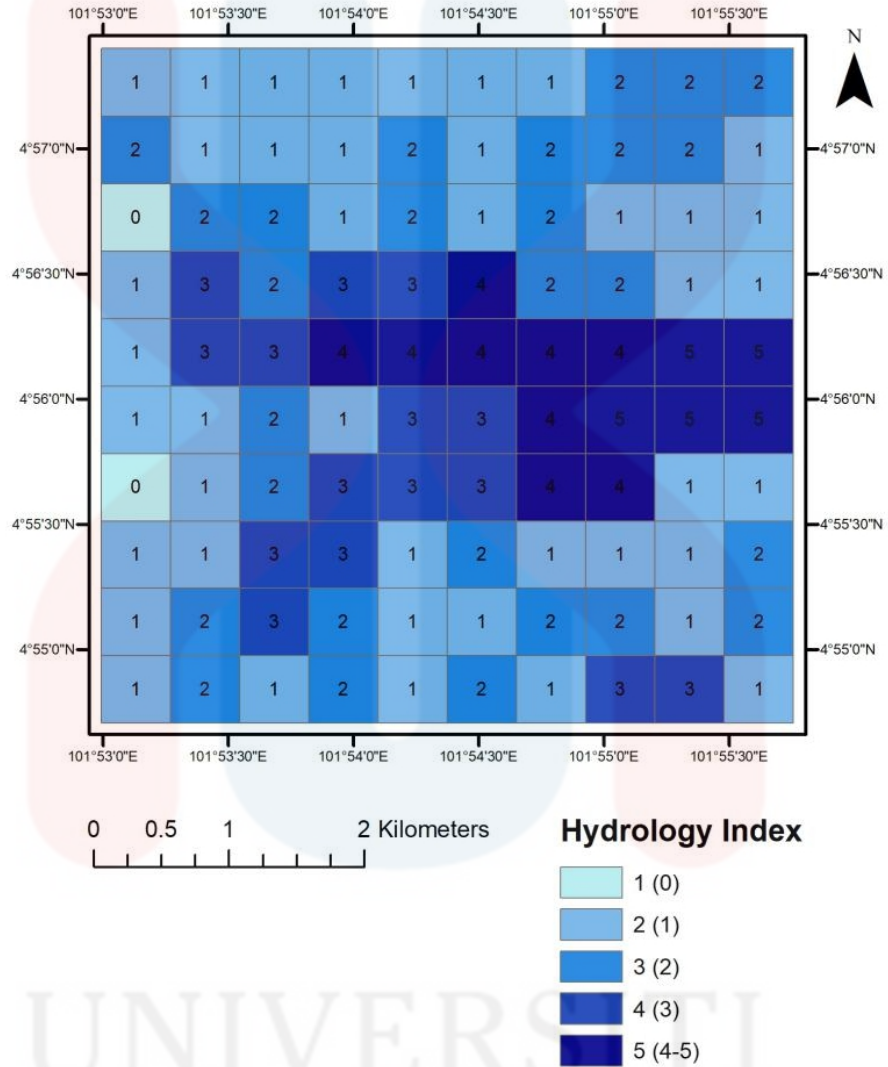 101°53'0"E 101°53'30"E 101°54'0"E 101°54'30"E 101°55'0"E 101°55'30"E
N
1 1 1 1 1 1 1 2 2 2
4°57'0"N 2 1 1 1 2 1 2 2 2 1 4°57'0"N
0 2 2 1 2 1 2 1 1 1
4°56'30"N 1 3 2 3 3 4 2 2 1 1 4°56'30"N
1 3 3 4 4 4 4 4 5 5
4°56'0"N 1 1 2 1 3 3 4 5 5 5 4°56'0"N
0 1 2 3 3 3 4 4 1 1
4°55'30"N 1 1 3 3 1 2 1 1 1 2 4°55'30"N
1 2 3 2 1 1 2 2 1 2
4°55'0"N 1 2 1 2 1 2 1 3 3 1 4°55'0"N
101°53'0"E 101°53'30"E 101°54'0"E 101°54'30"E 101°55'0"E 101°55'30"E
0 0.5 1 2 Kilometers
Hydrology Index
1 (0)
2 (1)
3 (2)
4 (3)
5 (4-5)
UNIVERSITI